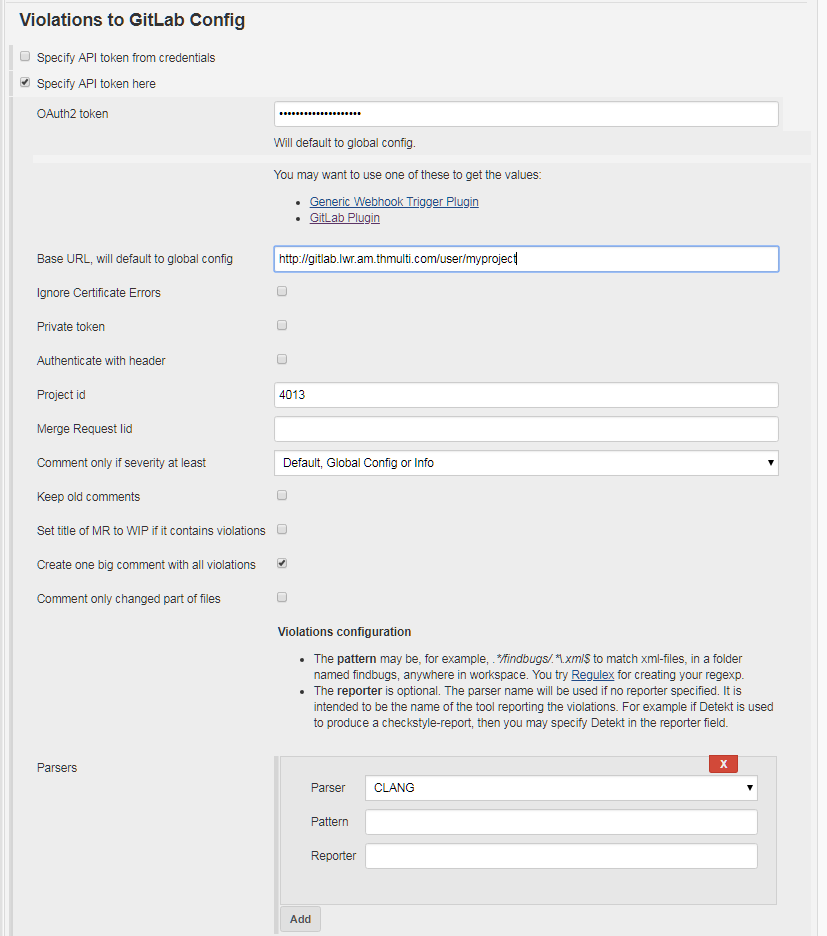 Violations to GitLab Config
Specify API token from credentials
Specify API token here
OAuth2 token
••••••••••••••••••••
Will default to global config.
You may want to use one of these to get the values:
• Generic Webhook Trigger Plugin
• GitLab Plugin
Base URL, will default to global config
http://gitlab.lwr.am.thmulti.com/user/myproject
Ignore Certificate Errors
Private token
Authenticate with header
Project id
4013
Merge Request Iid
Comment only if severity at least
Default, Global Config or Info
Keep old comments
Set title of MR to WIP if it contains violations
Create one big comment with all violations
Comment only changed part of files
Violations configuration
• The pattern may be, for example, .*/findbugs/.*\.xml$ to match xml-files, in a folder
named findbugs, anywhere in workspace. You try Regulex for creating your regexp.
• The reporter is optional. The parser name will be used if no reporter specified. It is
intended to be the name of the tool reporting the violations. For example if Detekt is used
to produce a checkstyle-report, then you may specify Detekt in the reporter field.
Parsers
X
Parser
CLANG
Pattern
Reporter
Add